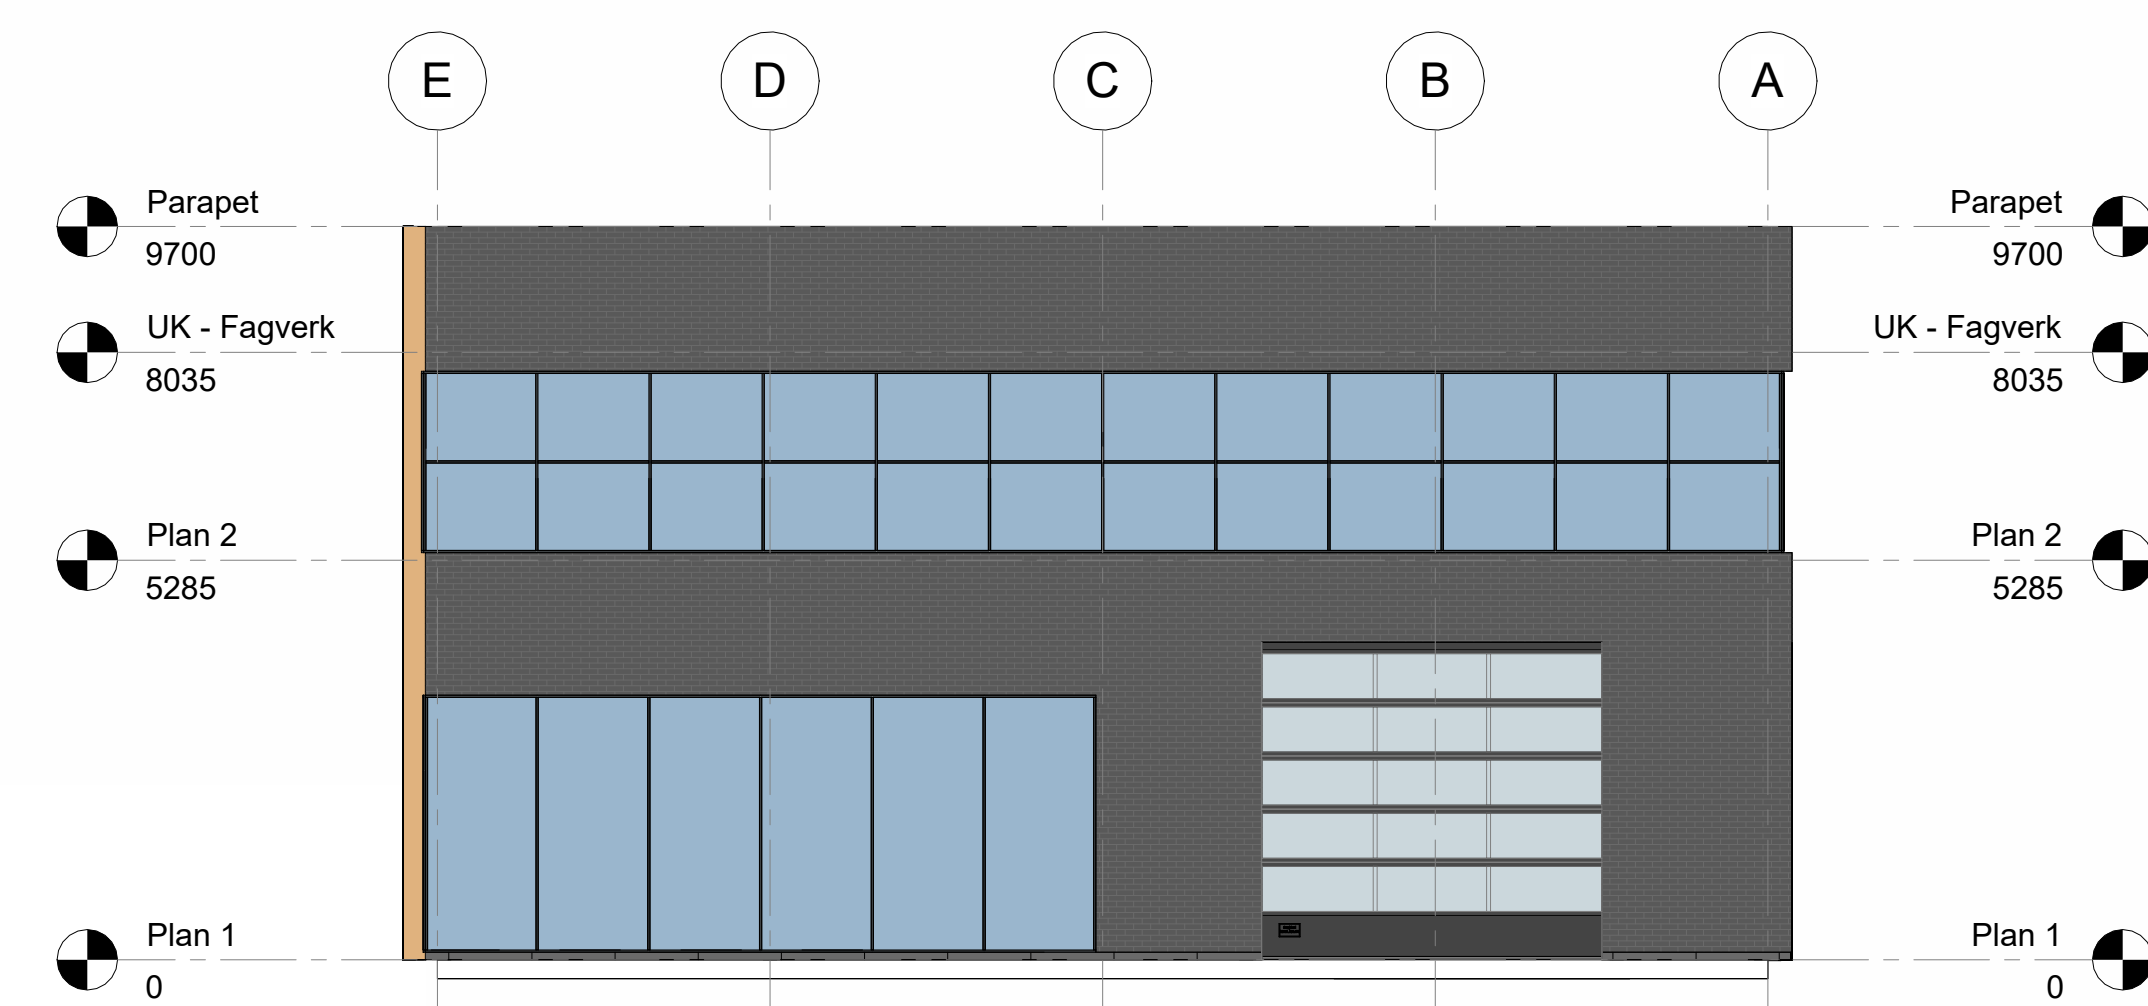 E D C B A
Parapet Parapet
9700 9700
UK - Fagverk UK - Fagverk
8035 8035
Plan 2 Plan 2
5285 5285
Plan 1 Plan 1
0 0